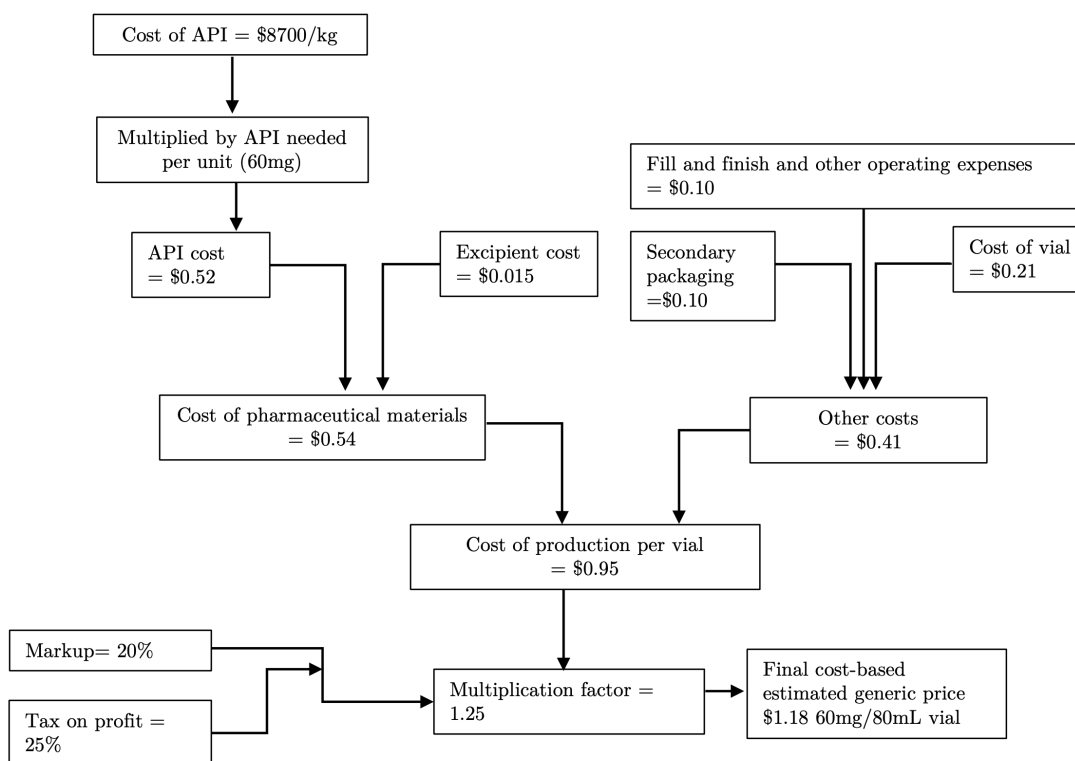 Cost of API = $8700/kg
Multiplied by API needed
per unit (60mg)
Fill and finish and other operating expenses
= $0.10
API cost
= $0.52
Excipient cost
= $0.015
Secondary
packaging
=$0.10
Cost of vial
= $0.21
Cost of pharmaceutical materials
= $0.54
Other costs
= $0.41
Cost of production per vial
= $0.95
Markup= 20%
Tax on profit =
25%
Multiplication factor =
1.25
Final cost-based
estimated generic price
$1.18 60mg/80mL vial